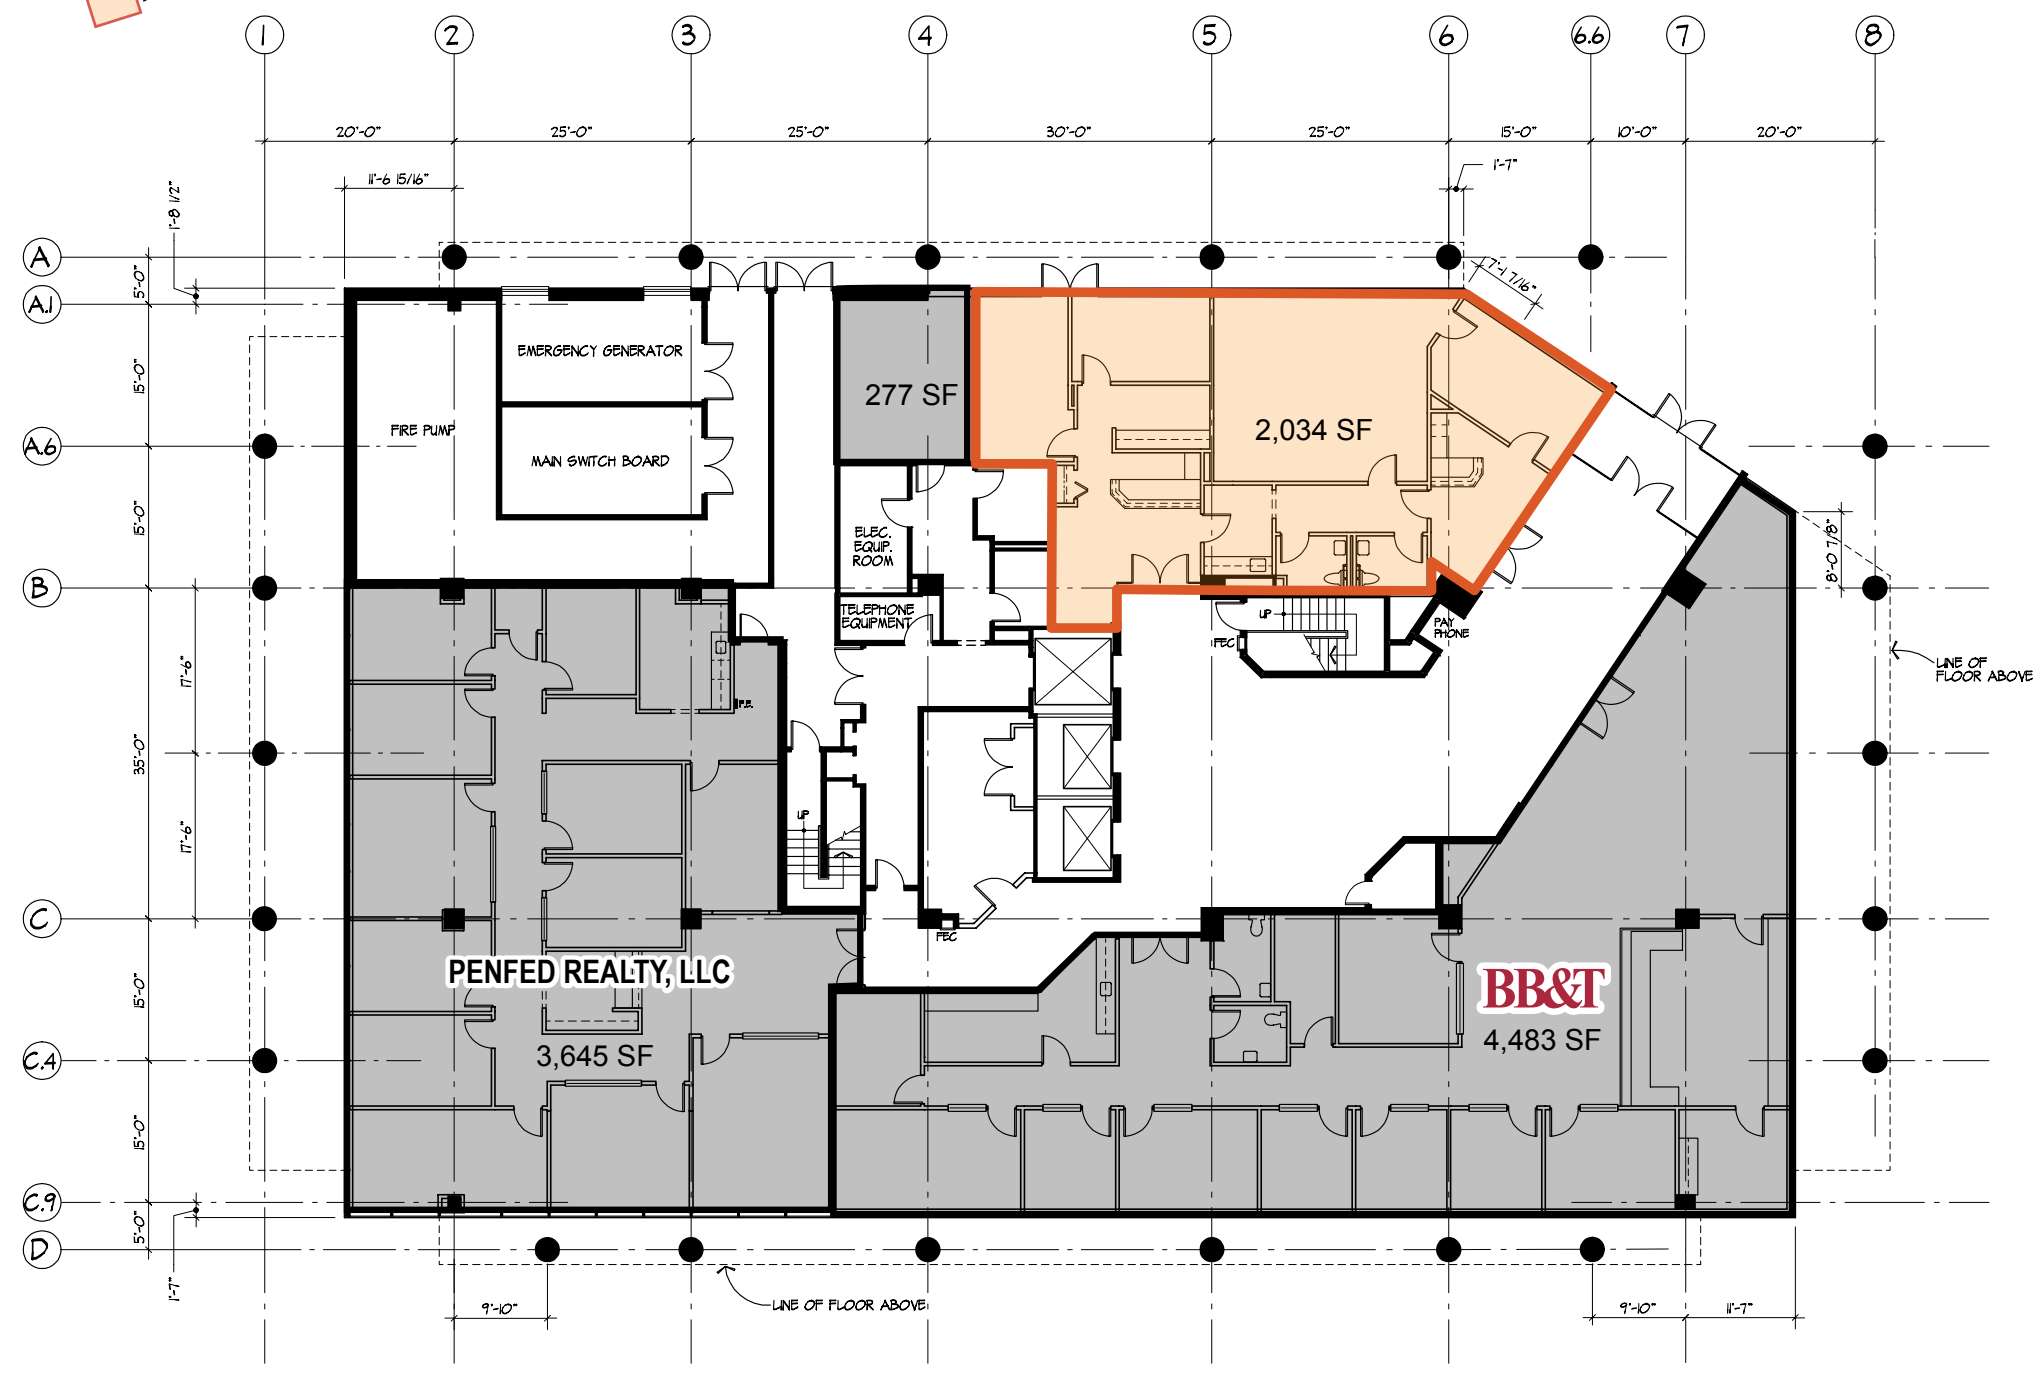 1 2 3 4 5 6 6.6 7 8
20'-0" 25'-0" 25'-0" 30'-0" 25'-0" 15'-0" 10'-0" 20'-0"
1'-7"
11'-6 15/16"
1'-8 1/2"
7'-1 7/16"
A
5'-0"
A.1
EMERGENCY GENERATOR
15'-0"
277 SF
2,034 SF
FIRE PUMP
A.6
MAIN SWITCH BOARD
15'-0"
ELEC.
EQUIP.
ROOM
8'-0 7/8"
B
TELEPHONE
EQUIPMENT
UP
PAY
PHONE
FEC
LINE OF
FLOOR ABOVE
17'-6"
F.E.
35'-0"
17'-6"
UP
C
FEC
PENFED REALTY, LLC
BB&T
15'-0"
3,645 SF
4,483 SF
C.4
15'-0"
C.9
5'-0"
D
1'-7"
LINE OF FLOOR ABOVE
9'-10"
9'-10" 11'-7"